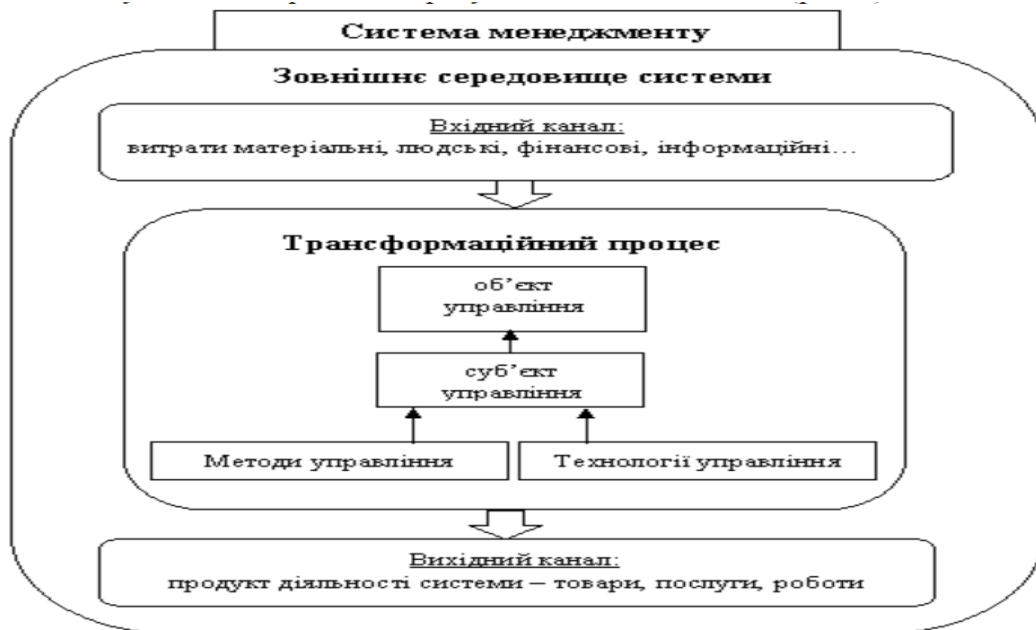 Система менеджменту
Зовнішнє середовище системи
Вхідний канал:
витрати матеріальні, людські, фінансові, інформаційні…
Трансформаційний процес
об’єкт
управління
суб’єкт
управління
Методи управління
Технології управління
Вихідний канал:
продукт діяльності системи – товари, послуги, роботи